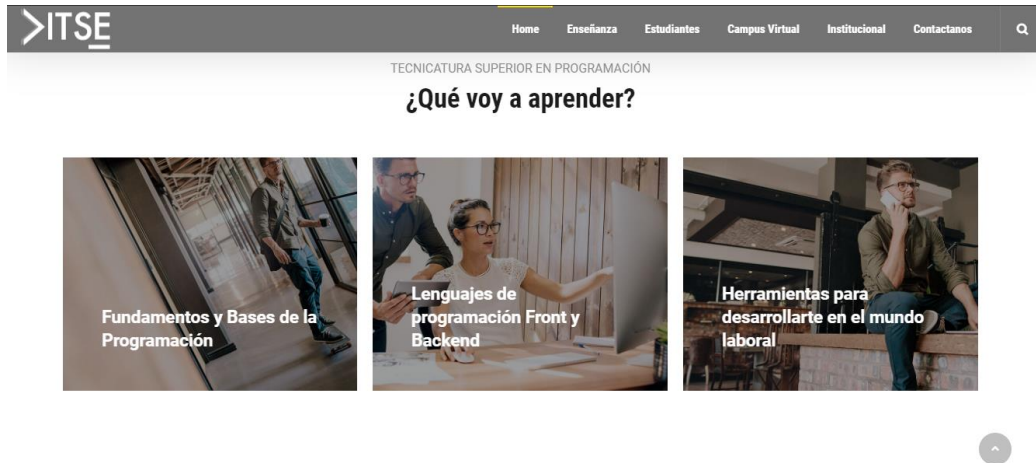 ITSE
Home Enseñanza Estudiantes Campus Virtual Institucional Contactanos
TECNICATURA SUPERIOR EN PROGRAMACIÓN
¿Qué voy a aprender?
Fundamentos y Bases de la
Programación
Lenguajes de
programación Front y
Backend
Herramientas para
desarrollarte en el mundo
laboral